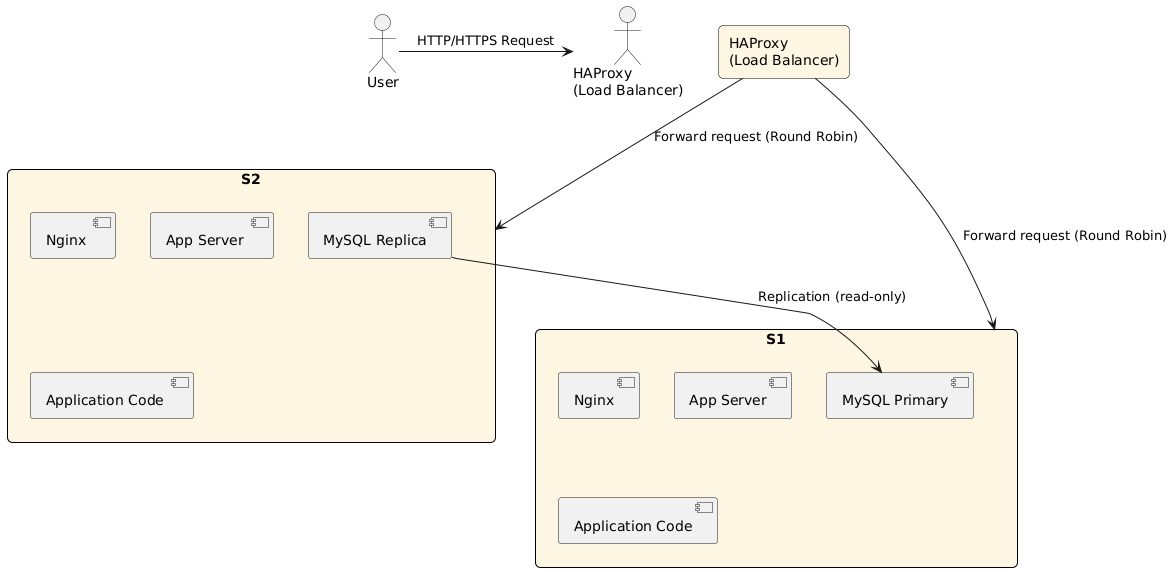 HTTP/HTTPS Request
User
HAProxy
(Load Balancer)
HAProxy
(Load Balancer)
Forward request (Round Robin)
Forward request (Round Robin)
S2
Nginx
App Server
MySQL Replica
Application Code
Replication (read-only)
S1
Nginx
App Server
MySQL Primary
Application Code